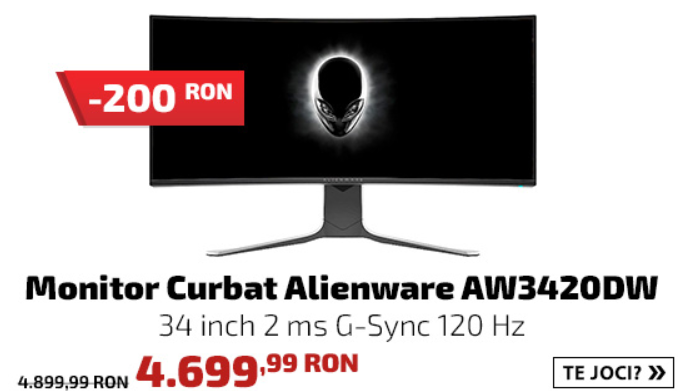 -200 RON
ALIENWARE
Monitor Curbat Alienware AW3420DW
34 inch 2 ms G-Sync 120 Hz
4.899,99 RON 4.699,99 RON
TE JOCI? »